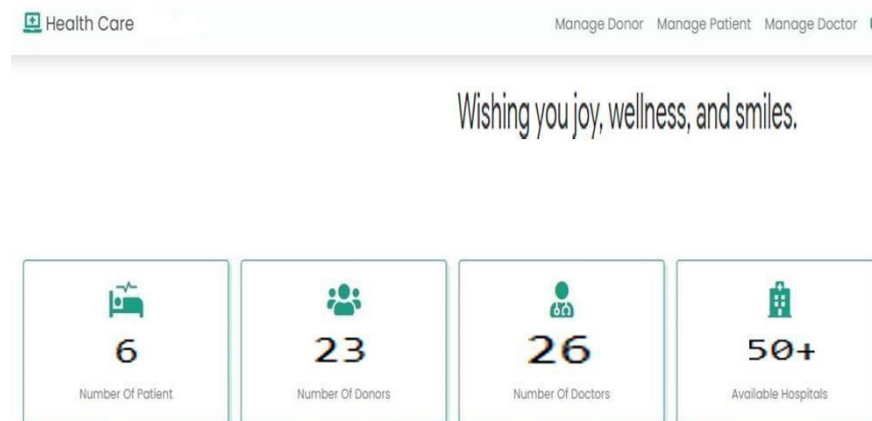 Health Care
Manage Donor Manage Patient Manage Doctor
Wishing you joy, wellness, and smiles.
6 23 26 50+
Number Of Patient Number Of Donors Number Of Doctors Available Hospitals